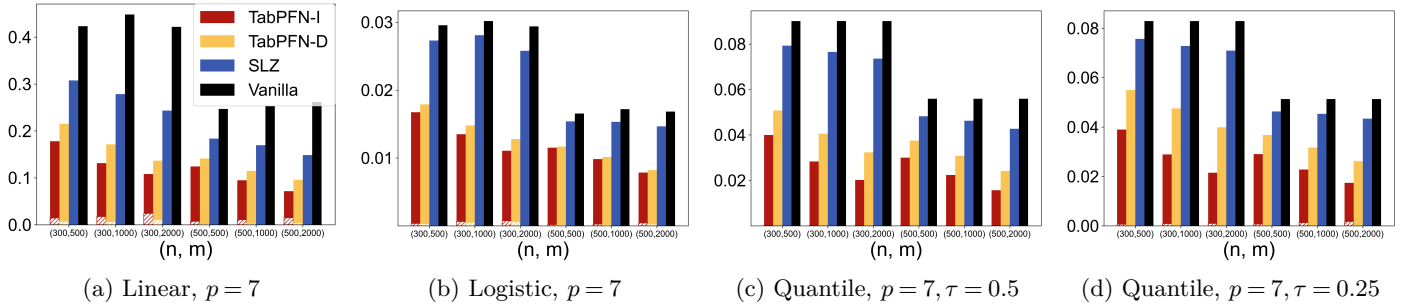 0.4
0.3
0.2
0.1
0.0
TabPFN-I
TabPFN-D
SLZ
Vanilla
(300,500) (300,1000) (300,2000) (500,500) (500,1000) (500,2000)
(n, m)
(a) Linear, p = 7
0.03
0.02
0.01
(300,500) (300,1000) (300,2000) (500,500) (500,1000) (500,2000)
(n, m)
(b) Logistic, p = 7
0.08
0.06
0.04
0.02
(300,500) (300,1000) (300,2000) (500,500) (500,1000) (500,2000)
(n, m)
(c) Quantile, p = 7, τ = 0.5
0.08
0.06
0.04
0.02
0.00
(300,500) (300,1000) (300,2000) (500,500) (500,1000) (500,2000)
(n, m)
(d) Quantile, p = 7, τ = 0.25